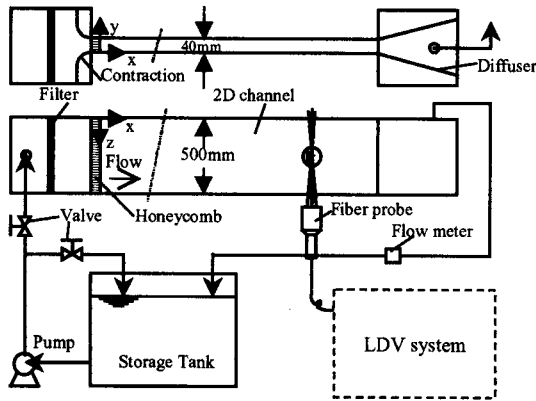 y
x
40mm
Contraction
Diffuser
Filter
2D channel
x
z
Flow
500mm
Honeycomb
Fiber probe
Valve
Flow meter
Pump
Storage Tank
LDV system